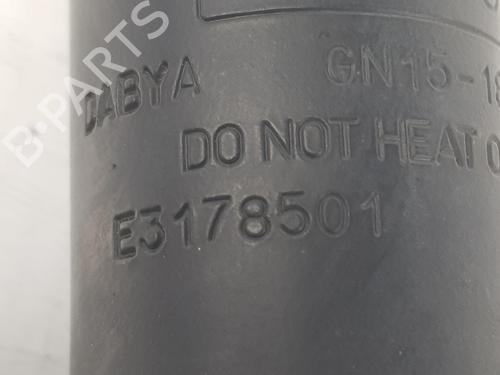 B-PARTS
DABYA GN15-18
DO NOT HEAT O
E3178501